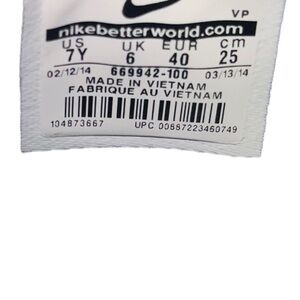 VP
nikebetterworld.com
US UK EUR cm
7Y 6 40 25
02/12/14 669942-100 03/13/14
MADE IN VIETNAM
FABRIQUE AU VIETNAM
104873667 UPC 00887223460749